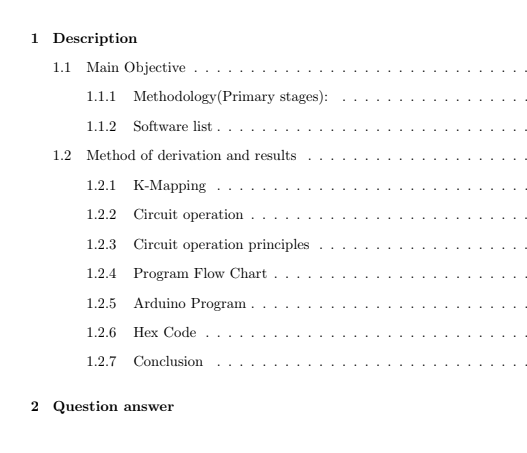 1 Description
1.1 Main Objective . . . . . . . . . . . . . . . . . . . . . . . . . . . . . .
1.1.1 Methodology(Primary stages): . . . . . . . . . . . . . . . . .
1.1.2 Software list . . . . . . . . . . . . . . . . . . . . . . . . . . . .
1.2 Method of derivation and results . . . . . . . . . . . . . . . . . . . .
1.2.1 K-Mapping . . . . . . . . . . . . . . . . . . . . . . . . . . . .
1.2.2 Circuit operation . . . . . . . . . . . . . . . . . . . . . . . . .
1.2.3 Circuit operation principles . . . . . . . . . . . . . . . . . . .
1.2.4 Program Flow Chart . . . . . . . . . . . . . . . . . . . . . . .
1.2.5 Arduino Program . . . . . . . . . . . . . . . . . . . . . . . . .
1.2.6 Hex Code . . . . . . . . . . . . . . . . . . . . . . . . . . . . .
1.2.7 Conclusion . . . . . . . . . . . . . . . . . . . . . . . . . . . .
2 Question answer